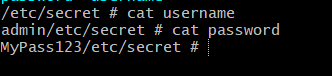 /etc/secret # cat username
admin/etc/secret # cat password
MyPass123/etc/secret #